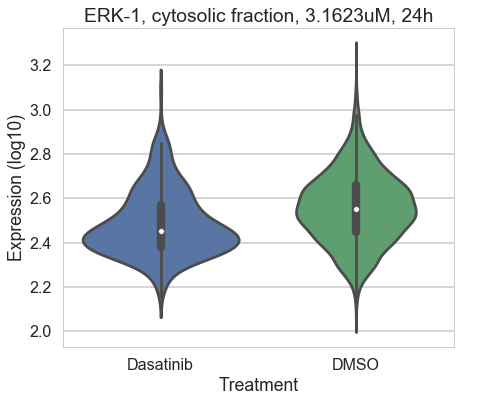 ERK-1, cytosolic fraction, 3.1623uM, 24h
Expression (log10)
3.2
3.0
2.8
2.6
2.4
2.2
2.0
Dasatinib DMSO
Treatment